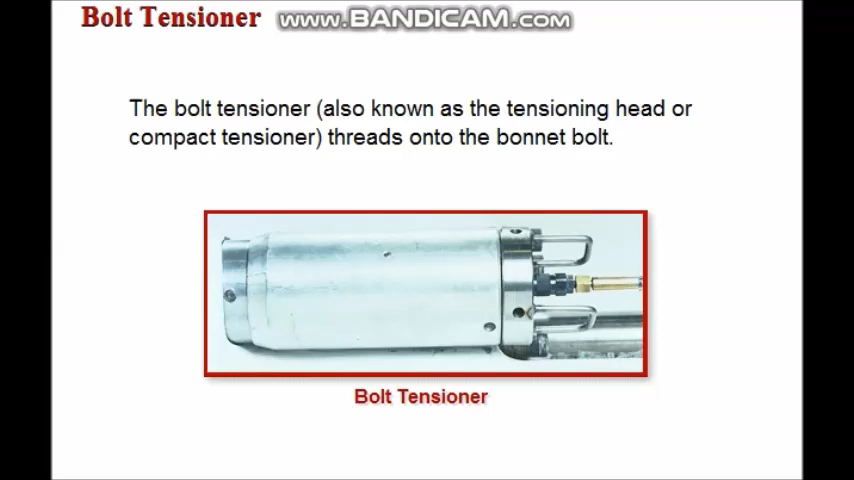 Bolt Tensioner
www.BANDICAM.com
The bolt tensioner (also known as the tensioning head or
compact tensioner) threads onto the bonnet bolt.
Bolt Tensioner